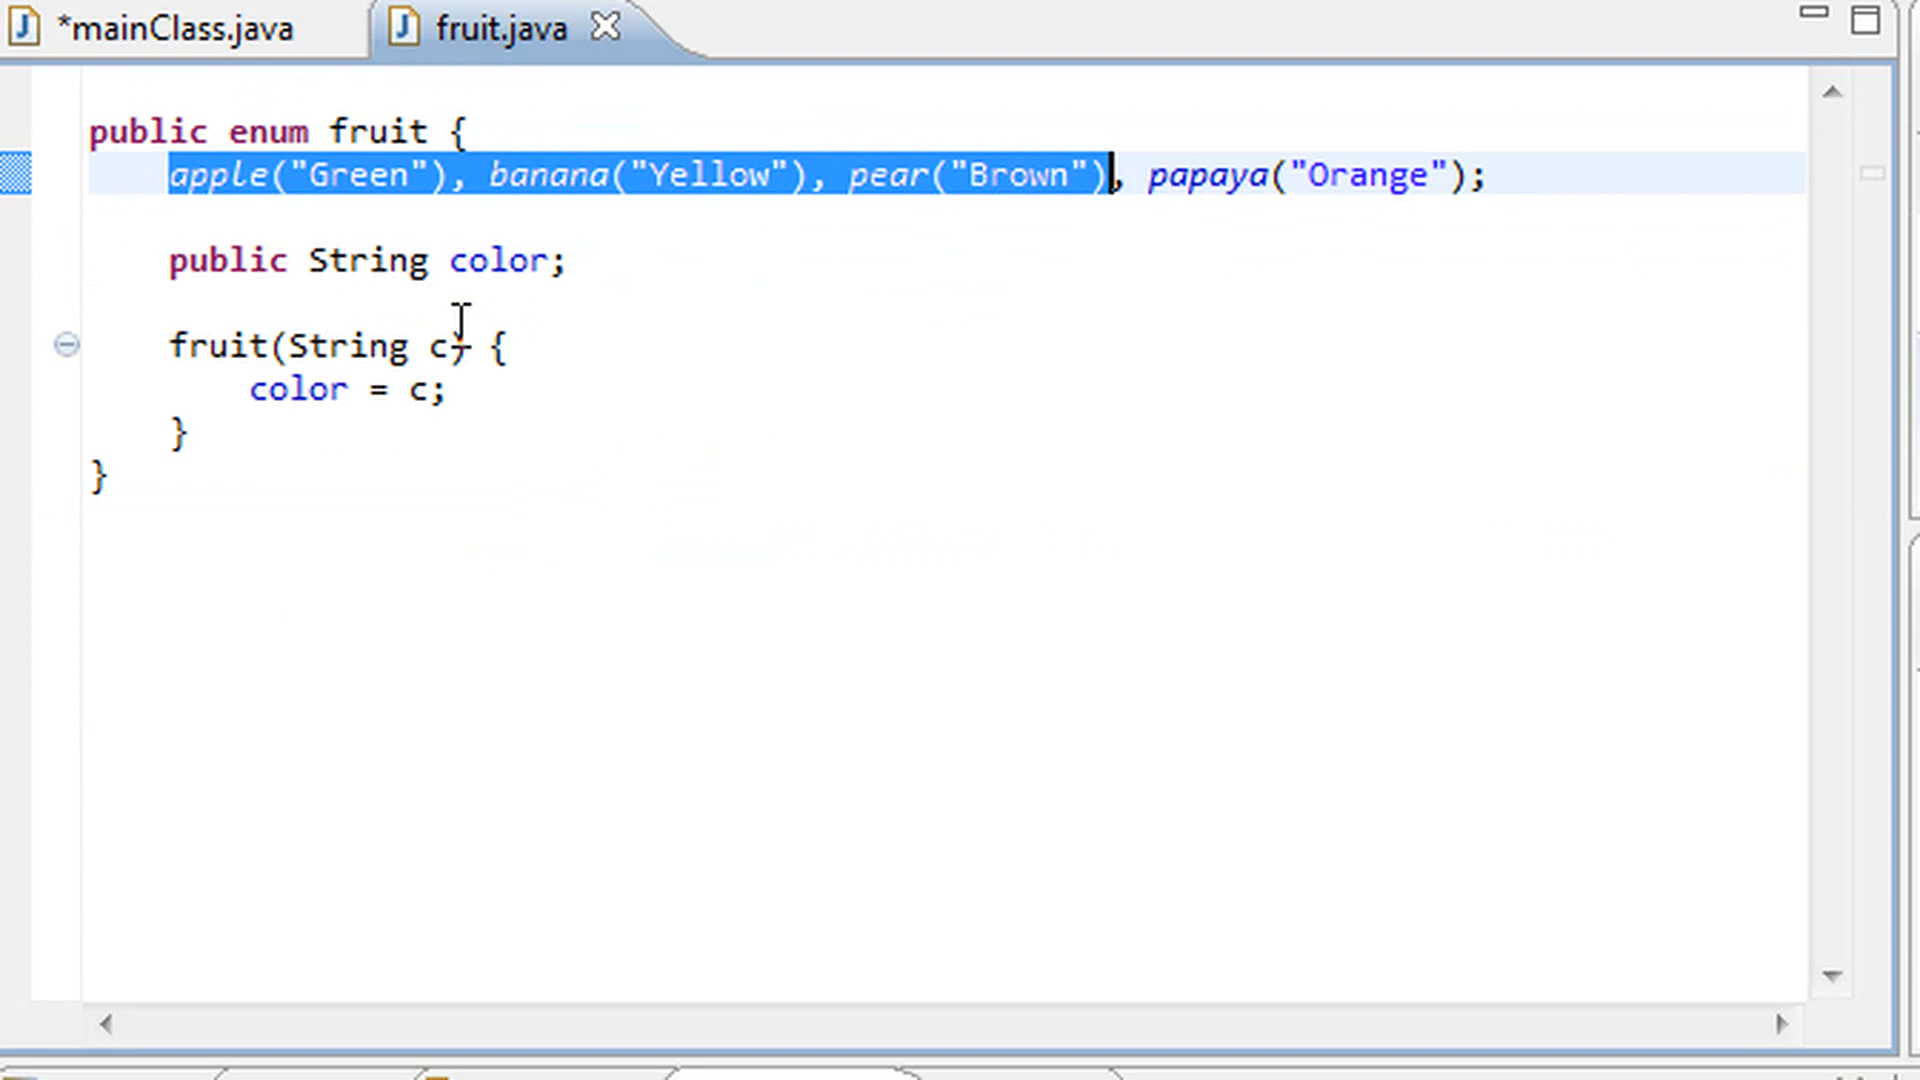 *mainClass.java fruit.java
public enum fruit {
apple("Green"), banana("Yellow"), pear("Brown"), papaya("Orange");
public String color;
fruit(String c) {
color = c;
}
}